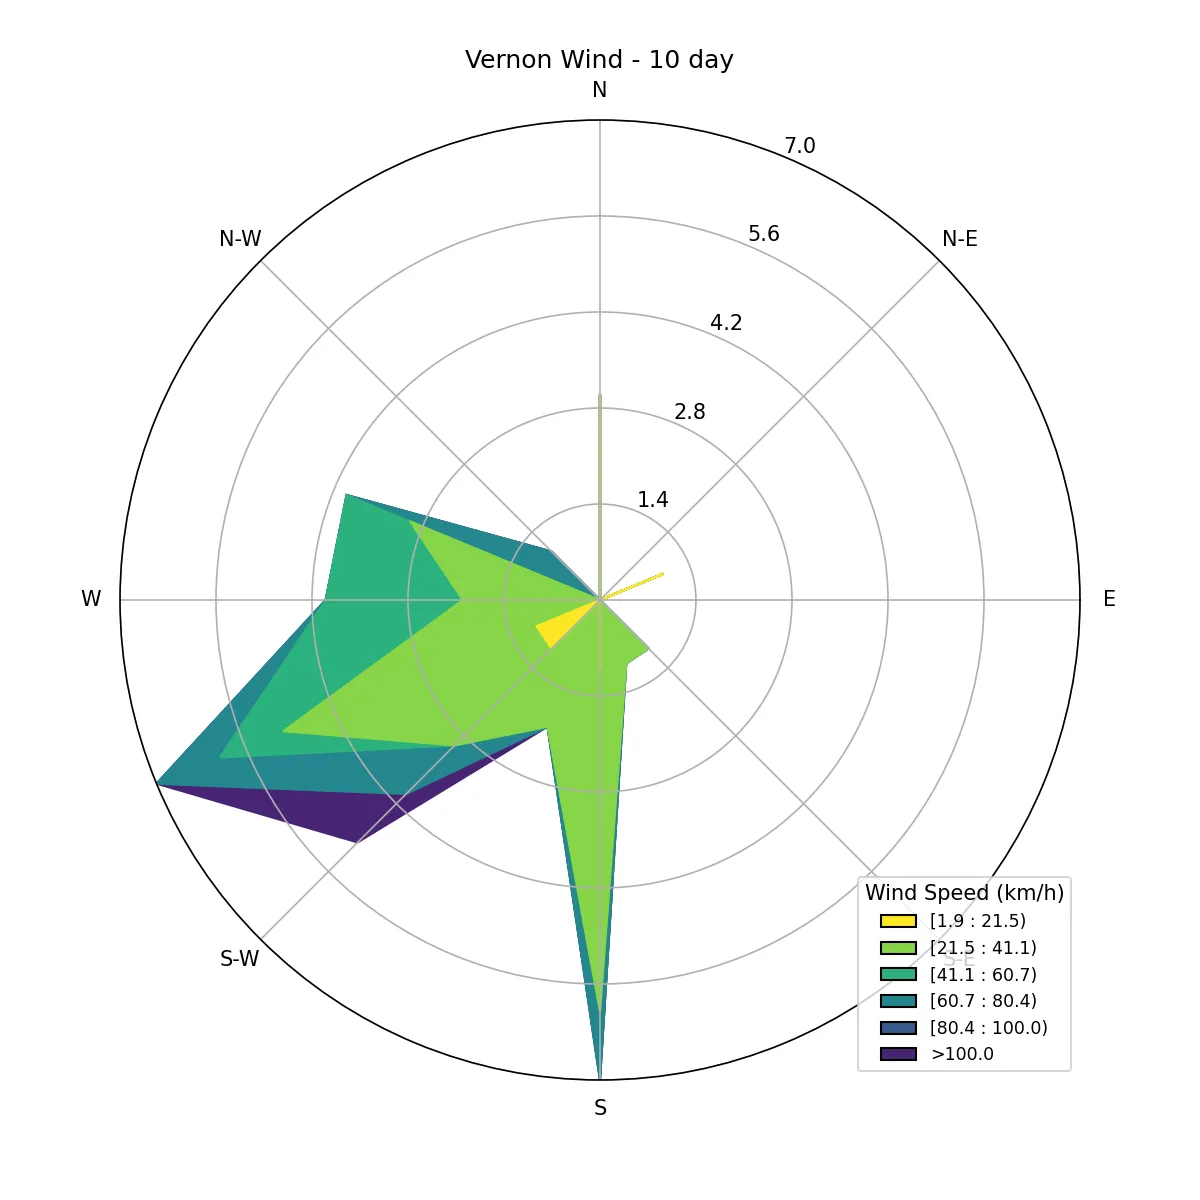 Vernon Wind - 10 day
N
7.0
N-W
N-E
5.6
4.2
2.8
1.4
W
E
S-W
S-E
S
Wind Speed (km/h)
[1.9 : 21.5)
[21.5 : 41.1)
[41.1 : 60.7)
[60.7 : 80.4)
[80.4 : 100.0)
>100.0